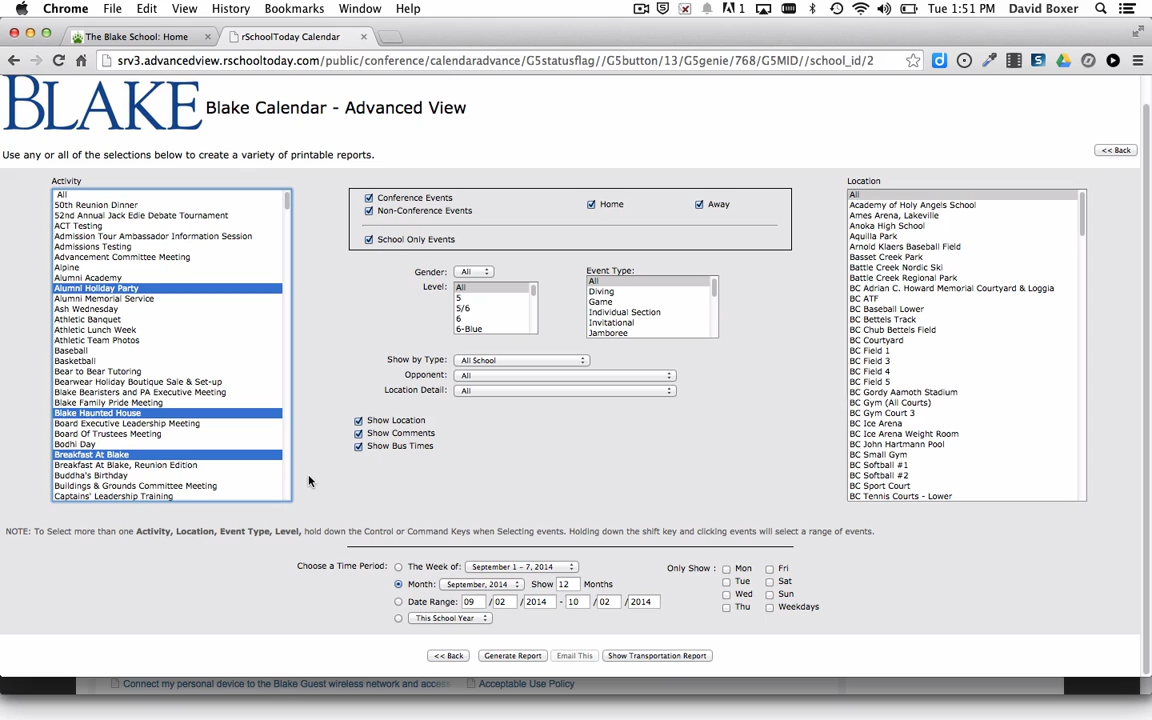 Chrome File Edit View History Bookmarks Window Help 1 Tue 1:51 PM David Boxer
The Blake School: Home × rSchoolToday Calendar ×
srv3.advancedview.rschooltoday.com/public/conference/calendaradvance/G5statusflag//G5button/13/G5genie/768/G5MID//school_id/2
BLAKE Blake Calendar - Advanced View
Use any or all of the selections below to create a variety of printable reports.
<< Back
Activity
All
50th Reunion Dinner
52nd Annual Jack Edie Debate Tournament
ACT Testing
Admission Tour Ambassador Information Session
Admissions Testing
Advancement Committee Meeting
Alpine
Alumni Academy
Alumni Holiday Party
Alumni Memorial Service
Ash Wednesday
Athletic Banquet
Athletic Lunch Week
Athletic Team Photos
Baseball
Basketball
Bear to Bear Tutoring
Bearwear Holiday Boutique Sale & Set-up
Blake Bearisters and PA Executive Meeting
Blake Family Pride Meeting
Blake Haunted House
Board Executive Leadership Meeting
Board Of Trustees Meeting
Bodhi Day
Breakfast At Blake
Breakfast At Blake, Reunion Edition
Buddha's Birthday
Buildings & Grounds Committee Meeting
Captains' Leadership Training
Conference Events
Non-Conference Events
Home
Away
School Only Events
Gender: All
Level:
All
5
5/6
6
6-Blue
Event Type:
All
Diving
Game
Individual Section
Invitational
Jamboree
Show by Type: All School
Opponent: All
Location Detail: All
Show Location
Show Comments
Show Bus Times
Location
All
Academy of Holy Angels School
Ames Arena, Lakeville
Anoka High School
Aquilla Park
Arnold Klaers Baseball Field
Basset Creek Park
Battle Creek Nordic Ski
Battle Creek Regional Park
BC Adrian C. Howard Memorial Courtyard & Loggia
BC ATF
BC Baseball Lower
BC Bettels Track
BC Chub Bettels Field
BC Courtyard
BC Field 1
BC Field 3
BC Field 4
BC Field 5
BC Gordy Aamoth Stadium
BC Gym (All Courts)
BC Gym Court 3
BC Ice Arena
BC Ice Arena Weight Room
BC John Hartmann Pool
BC Small Gym
BC Softball #1
BC Softball #2
BC Sport Court
BC Tennis Courts - Lower
NOTE: To Select more than one Activity, Location, Event Type, Level, hold down the Control or Command Keys when Selecting events. Holding down the shift key and clicking events will select a range of events.
Choose a Time Period: The Week of: September 1 - 7, 2014
Month: September, 2014 Show 12 Months
Date Range: 09 / 02 / 2014 - 10 / 02 / 2014
This School Year
Only Show : Mon Fri
Tue Sat
Wed Sun
Thu Weekdays
<< Back Generate Report Email This Show Transportation Report
Connect my personal device to the Blake Guest wireless network and access Acceptable Use Policy